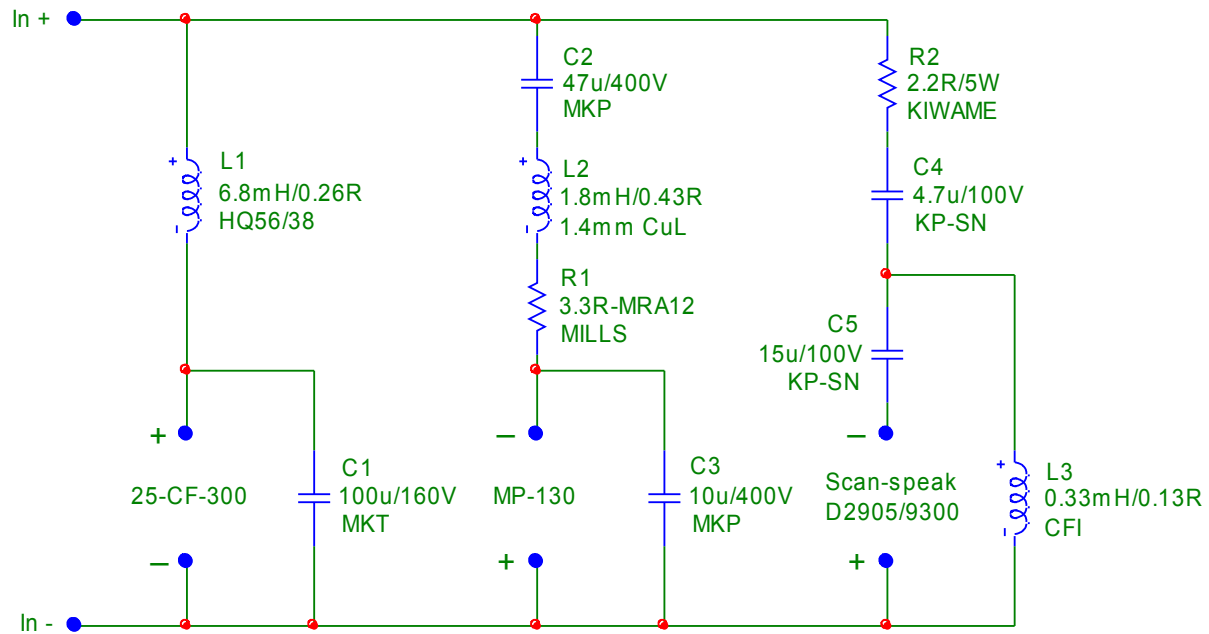 In +
C2
47u/400V
MKP
R2
2.2R/5W
KIWAME
L1
6.8mH/0.26R
HQ56/38
+
L2
1.8mH/0.43R
1.4mm CuL
+
-
-
C4
4.7u/100V
KP-SN
R1
3.3R-MRA12
MILLS
C5
15u/100V
KP-SN
+
25-CF-300
−
C1
100u/160V
MKT
−
MP-130
+
C3
10u/400V
MKP
−
Scan-speak
D2905/9300
+
+
-
L3
0.33mH/0.13R
CFI
In -